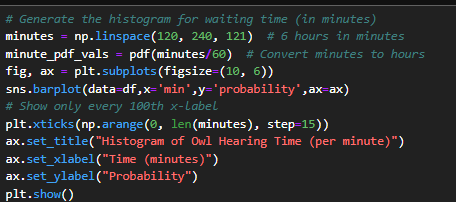 # Generate the histogram for waiting time (in minutes)
minutes = np.linspace(120, 240, 121)  # 6 hours in minutes
minute_pdf_vals = pdf(minutes/60)  # Convert minutes to hours
fig, ax = plt.subplots(figsize=(10, 6))
sns.barplot(data=df,x='min',y='probability',ax=ax)
# Show only every 100th x-label
plt.xticks(np.arange(0, len(minutes), step=15))
ax.set_title("Histogram of Owl Hearing Time (per minute)")
ax.set_xlabel("Time (minutes)")
ax.set_ylabel("Probability")
plt.show()